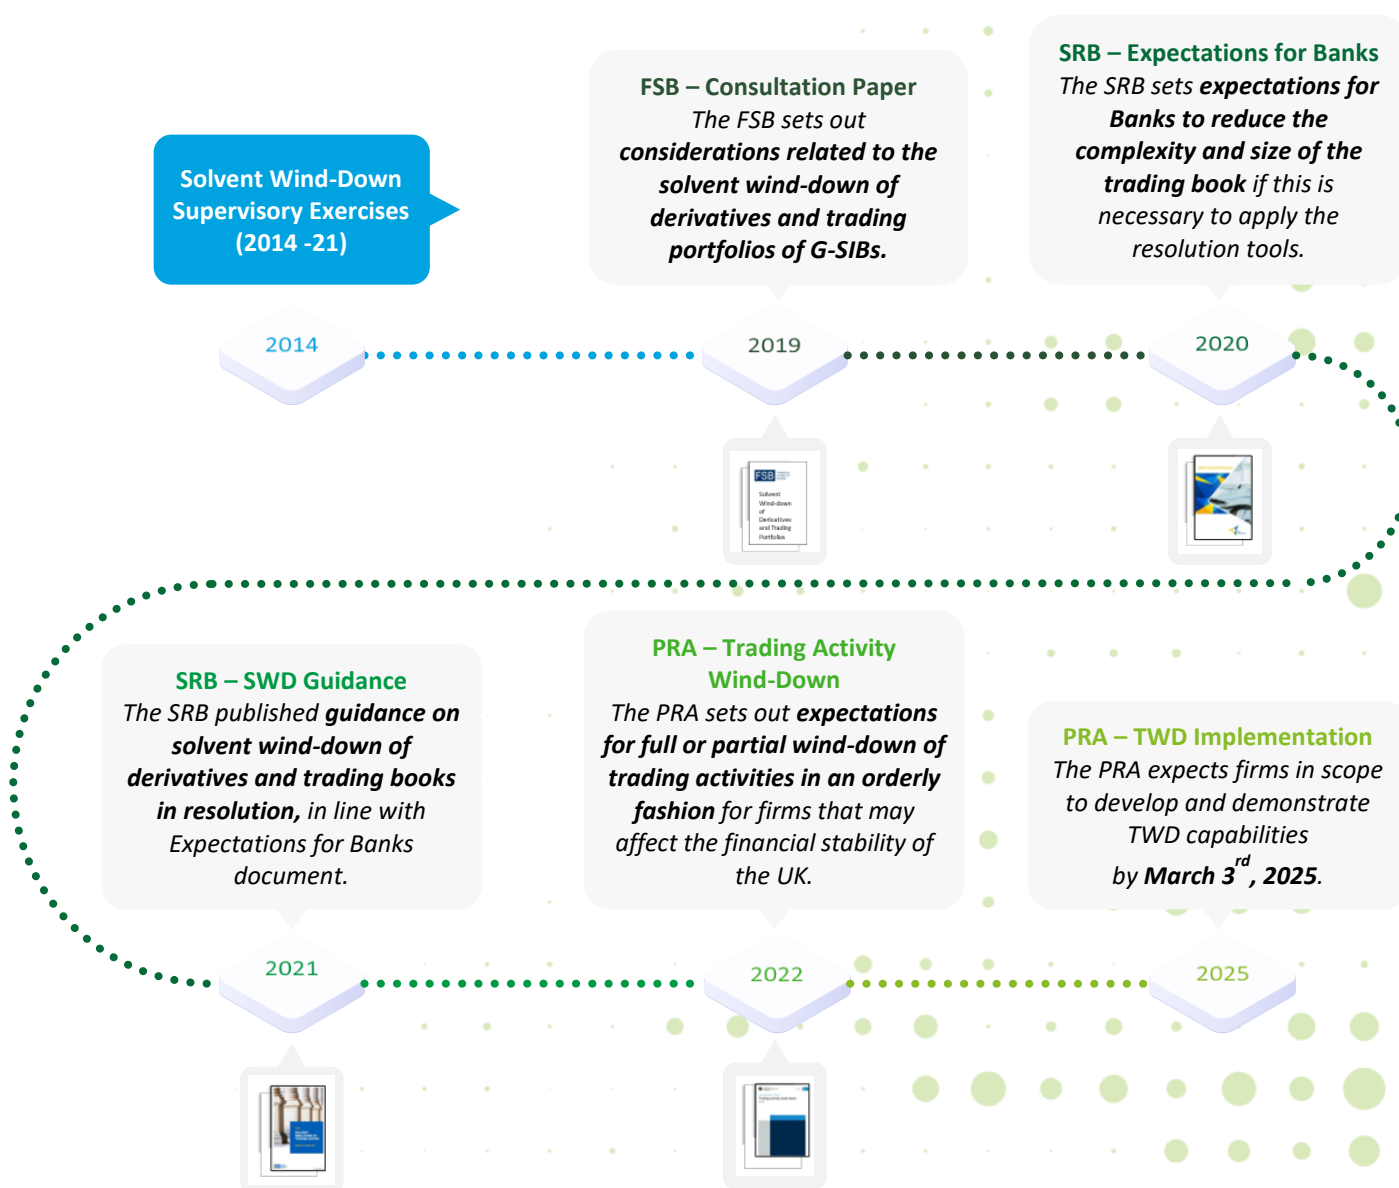 Solvent Wind-Down
Supervisory Exercises
(2014 -21)
FSB – Consultation Paper
The FSB sets out
considerations related to the
solvent wind-down of
derivatives and trading
portfolios of G-SIBs.
SRB – Expectations for Banks
The SRB sets expectations for
Banks to reduce the
complexity and size of the
trading book if this is
necessary to apply the
resolution tools.
2014
2019
2020
FSB
Solvent
Wind-down
of
Derivatives
and Trading
Portfolios
SRB – SWD Guidance
The SRB published guidance on
solvent wind-down of
derivatives and trading books
in resolution, in line with
Expectations for Banks
document.
PRA – Trading Activity
Wind-Down
The PRA sets out expectations
for full or partial wind-down of
trading activities in an orderly
fashion for firms that may
affect the financial stability of
the UK.
PRA – TWD Implementation
The PRA expects firms in scope
to develop and demonstrate
TWD capabilities
by March 3rd, 2025.
2021
2022
2025